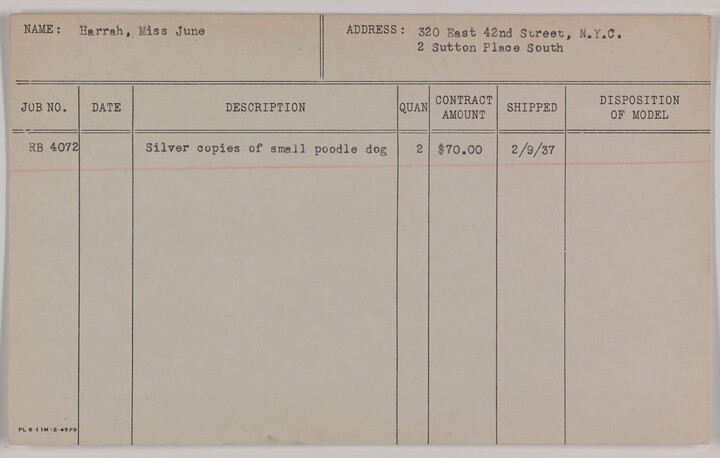 NAME: Harrah, Miss June
ADDRESS: 320 East 42nd Street, N.Y.C.
2 Sutton Place South
JOB NO. DATE DESCRIPTION QUAN CONTRACT AMOUNT SHIPPED DISPOSITION OF MODEL
RB 4072 Silver copies of small poodle dog 2 $70.00 2/9/37